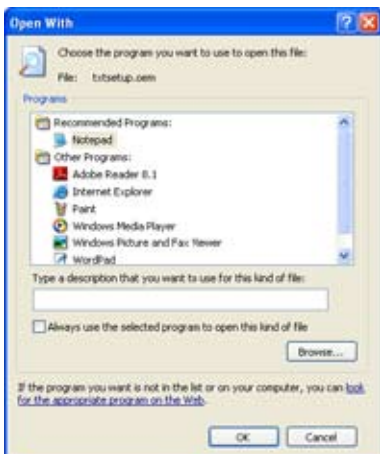 Open With
Choose the program you want to use to open this file:
File: txtsetup.oem
Programs
Recommended Programs:
Notepad
Other Programs:
Adobe Reader 8.1
Internet Explorer
Paint
Windows Media Player
Windows Picture and Fax Viewer
WordPad
Type a description that you want to use for this kind of file:
Always use the selected program to open this kind of file
Browse...
If the program you want is not in the list or on your computer, you can look
for the appropriate program on the Web.
OK Cancel